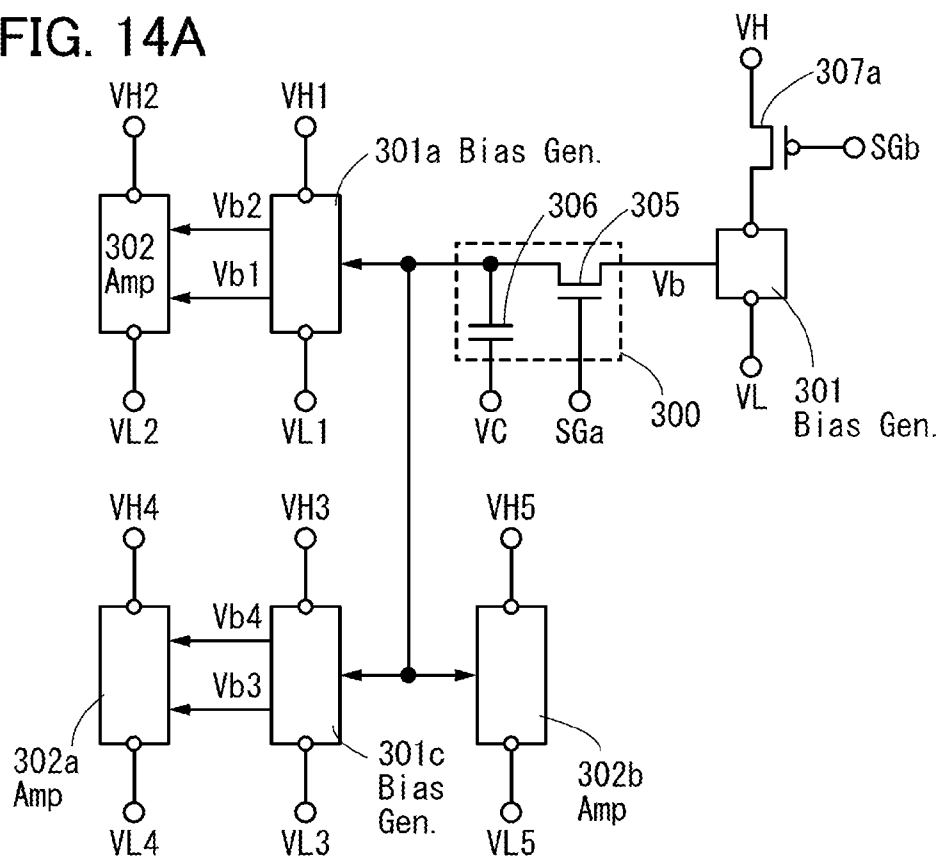 FIG. 14A
VH
307a
SGb
VH2
VH1
301a Bias Gen.
306
305
Vb2
302
Amp
Vb1
Vb
VL2
VL1
VC
SGa
300
VL
301
Bias Gen.
VH4
VH3
VH5
Vb4
Vb3
302a
Amp
301c
Bias
Gen.
302b
Amp
VL4
VL3
VL5